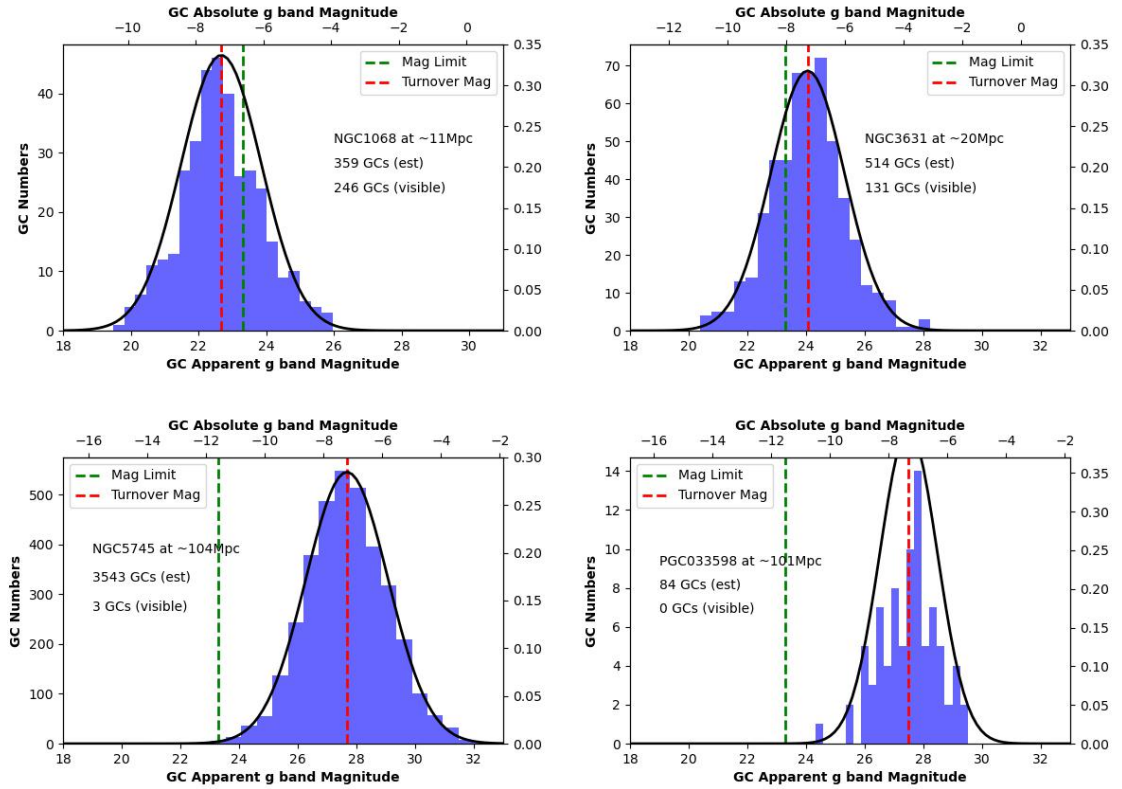 GC Absolute g band Magnitude
−10 −8 −6 −4 −2 0
GC Numbers
40
30
20
10
0
Mag Limit
Turnover Mag
NGC1068 at ~11Mpc
359 GCs (est)
246 GCs (visible)
0.35
0.30
0.25
0.20
0.15
0.10
0.05
0.00
18 20 22 24 26 28 30
GC Apparent g band Magnitude
GC Absolute g band Magnitude
−12 −10 −8 −6 −4 −2 0
GC Numbers
70
60
50
40
30
20
10
0
Mag Limit
Turnover Mag
NGC3631 at ~20Mpc
514 GCs (est)
131 GCs (visible)
0.35
0.30
0.25
0.20
0.15
0.10
0.05
0.00
18 20 22 24 26 28 30 32
GC Apparent g band Magnitude
GC Absolute g band Magnitude
−16 −14 −12 −10 −8 −6 −4 −2
GC Numbers
500
400
300
200
100
0
Mag Limit
Turnover Mag
NGC5745 at ~104Mpc
3543 GCs (est)
3 GCs (visible)
0.30
0.25
0.20
0.15
0.10
0.05
0.00
18 20 22 24 26 28 30 32
GC Apparent g band Magnitude
GC Absolute g band Magnitude
−16 −14 −12 −10 −8 −6 −4 −2
GC Numbers
14
12
10
8
6
4
2
0
Mag Limit
Turnover Mag
PGC033598 at ~101Mpc
84 GCs (est)
0 GCs (visible)
0.35
0.30
0.25
0.20
0.15
0.10
0.05
0.00
18 20 22 24 26 28 30 32
GC Apparent g band Magnitude